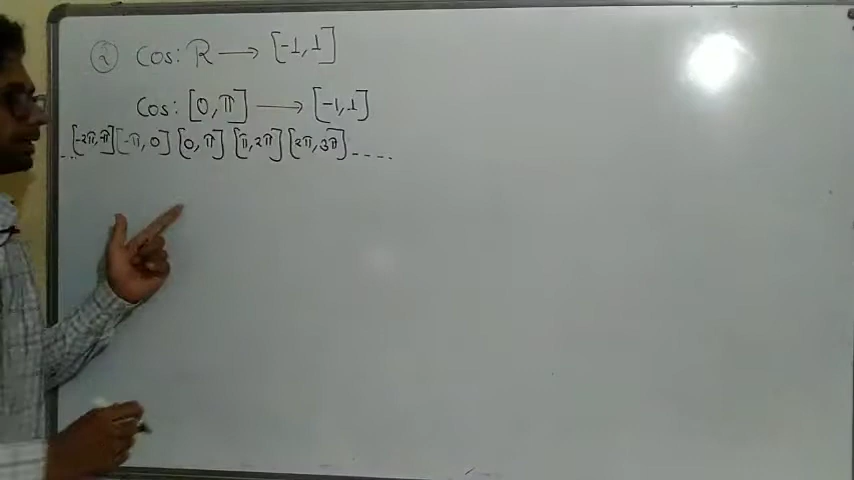 ② Cos: R ⟶ [-1, 1]
Cos: [0, π] ⟶ [-1, 1]
... [-2π, -π] [-π, 0] [0, π] [π, 2π] [2π, 3π] ----